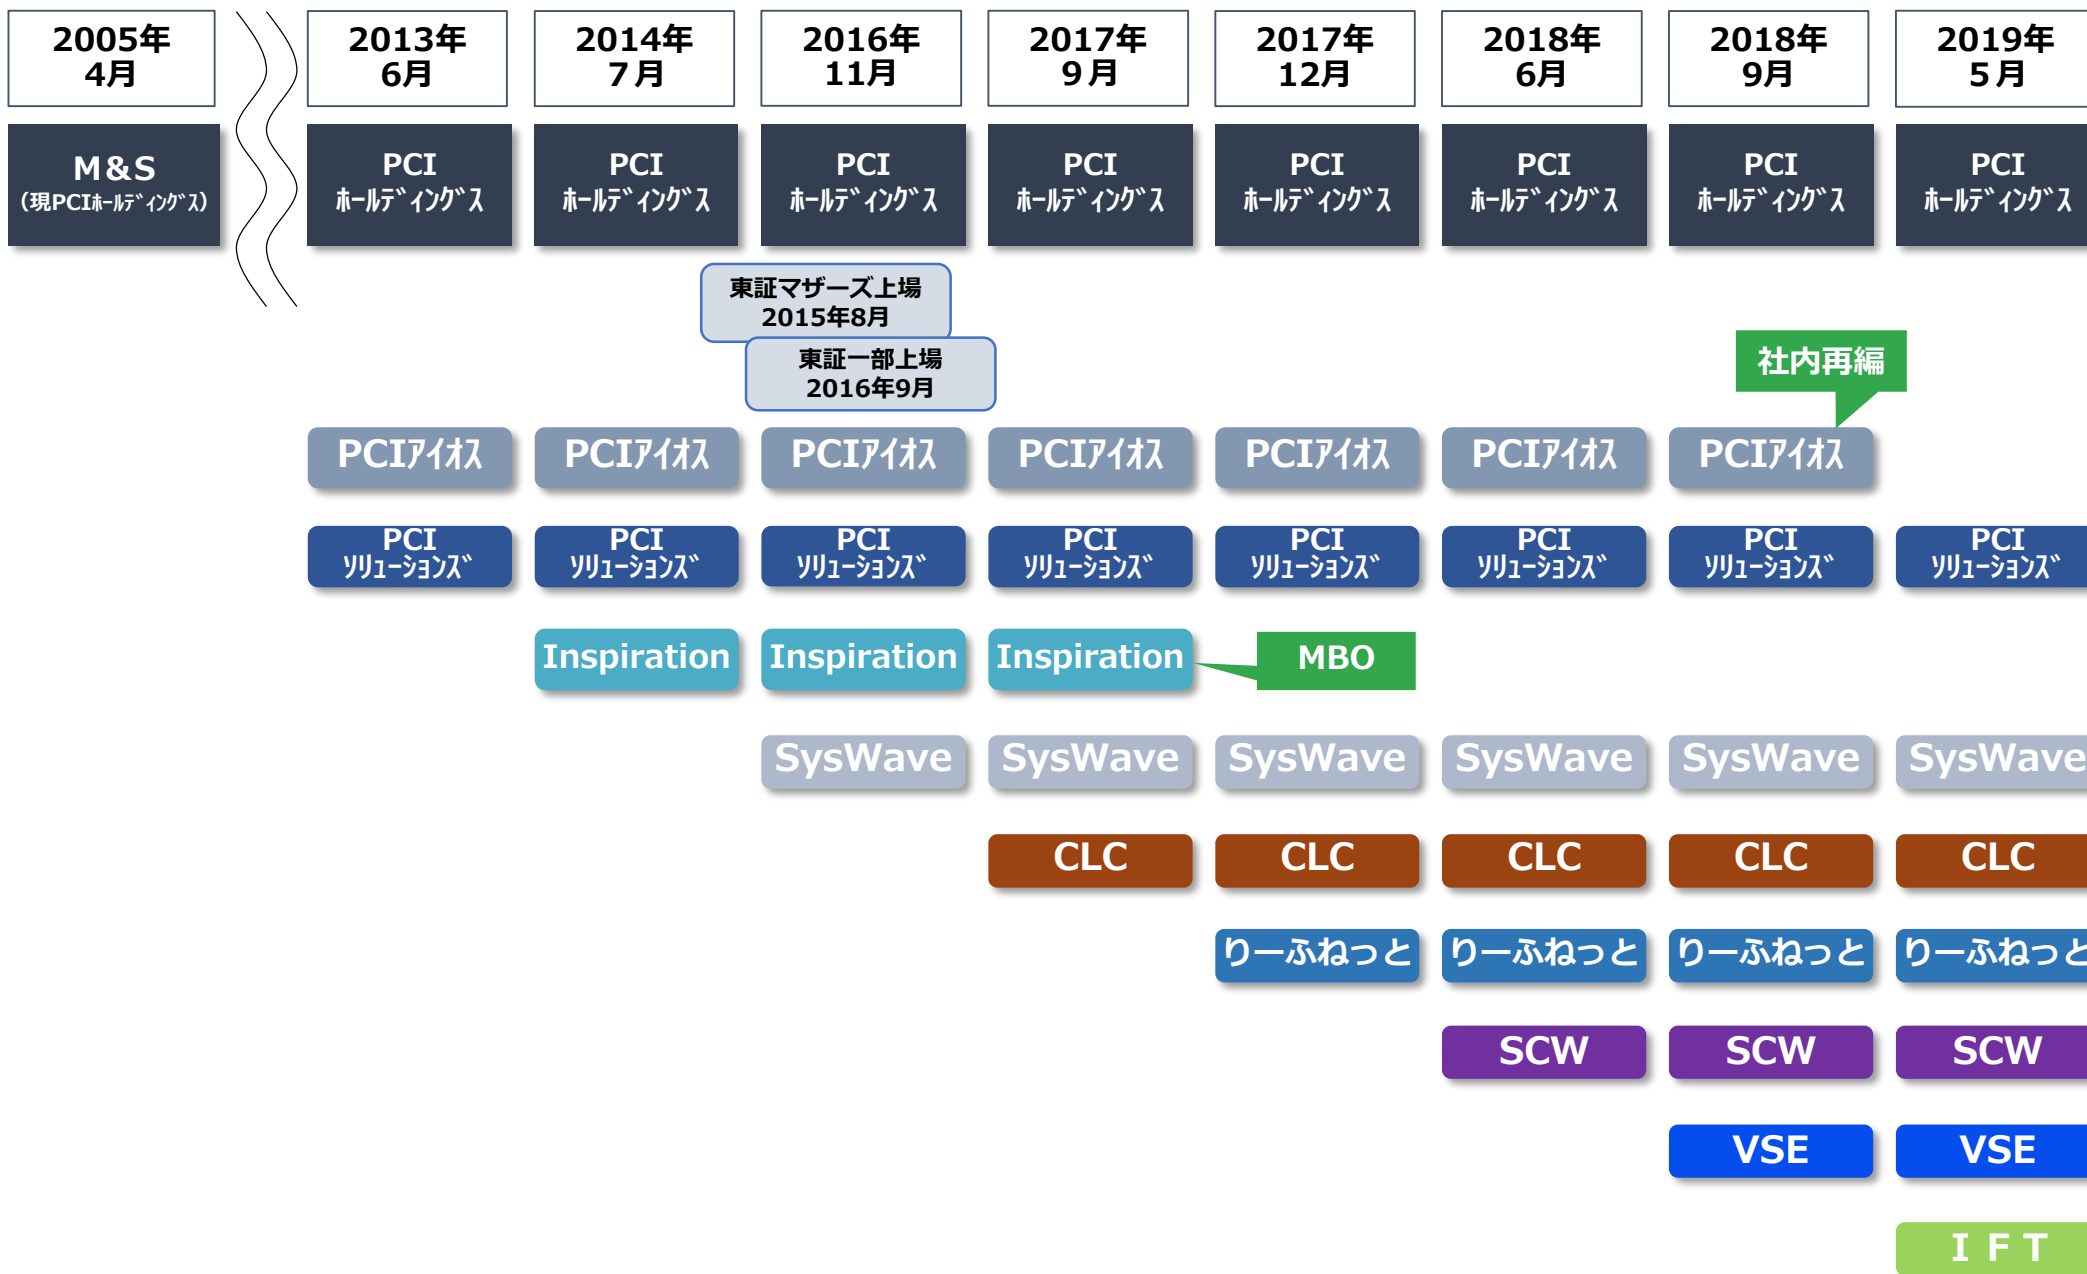 2005年
4月
2013年
6月
2014年
７月
2016年
11月
2017年
９月
2017年
12月
2018年
6月
2018年
9月
2019年
５月
M&S
（現PCIﾎｰﾙﾃﾞｨﾝｸﾞｽ）
PCI
ﾎｰﾙﾃﾞｨﾝｸﾞｽ
PCI
ﾎｰﾙﾃﾞｨﾝｸﾞｽ
PCI
ﾎｰﾙﾃﾞｨﾝｸﾞｽ
PCI
ﾎｰﾙﾃﾞｨﾝｸﾞｽ
PCI
ﾎｰﾙﾃﾞｨﾝｸﾞｽ
PCI
ﾎｰﾙﾃﾞｨﾝｸﾞｽ
PCI
ﾎｰﾙﾃﾞｨﾝｸﾞｽ
PCI
ﾎｰﾙﾃﾞｨﾝｸﾞｽ
東証マザーズ上場
2015年8月
東証一部上場
2016年9月
社内再編
PCIｱｲｵｽ
PCIｱｲｵｽ
PCIｱｲｵｽ
PCIｱｲｵｽ
PCIｱｲｵｽ
PCIｱｲｵｽ
PCIｱｲｵｽ
PCI
ｿﾘｭｰｼｮﾝｽﾞ
PCI
ｿﾘｭｰｼｮﾝｽﾞ
PCI
ｿﾘｭｰｼｮﾝｽﾞ
PCI
ｿﾘｭｰｼｮﾝｽﾞ
PCI
ｿﾘｭｰｼｮﾝｽﾞ
PCI
ｿﾘｭｰｼｮﾝｽﾞ
PCI
ｿﾘｭｰｼｮﾝｽﾞ
PCI
ｿﾘｭｰｼｮﾝｽﾞ
Inspiration
Inspiration
Inspiration
MBO
SysWave
SysWave
SysWave
SysWave
SysWave
SysWave
CLC
CLC
CLC
CLC
CLC
りーふねっと
りーふねっと
りーふねっと
りーふねっと
SCW
SCW
SCW
VSE
VSE
ＩＦＴ